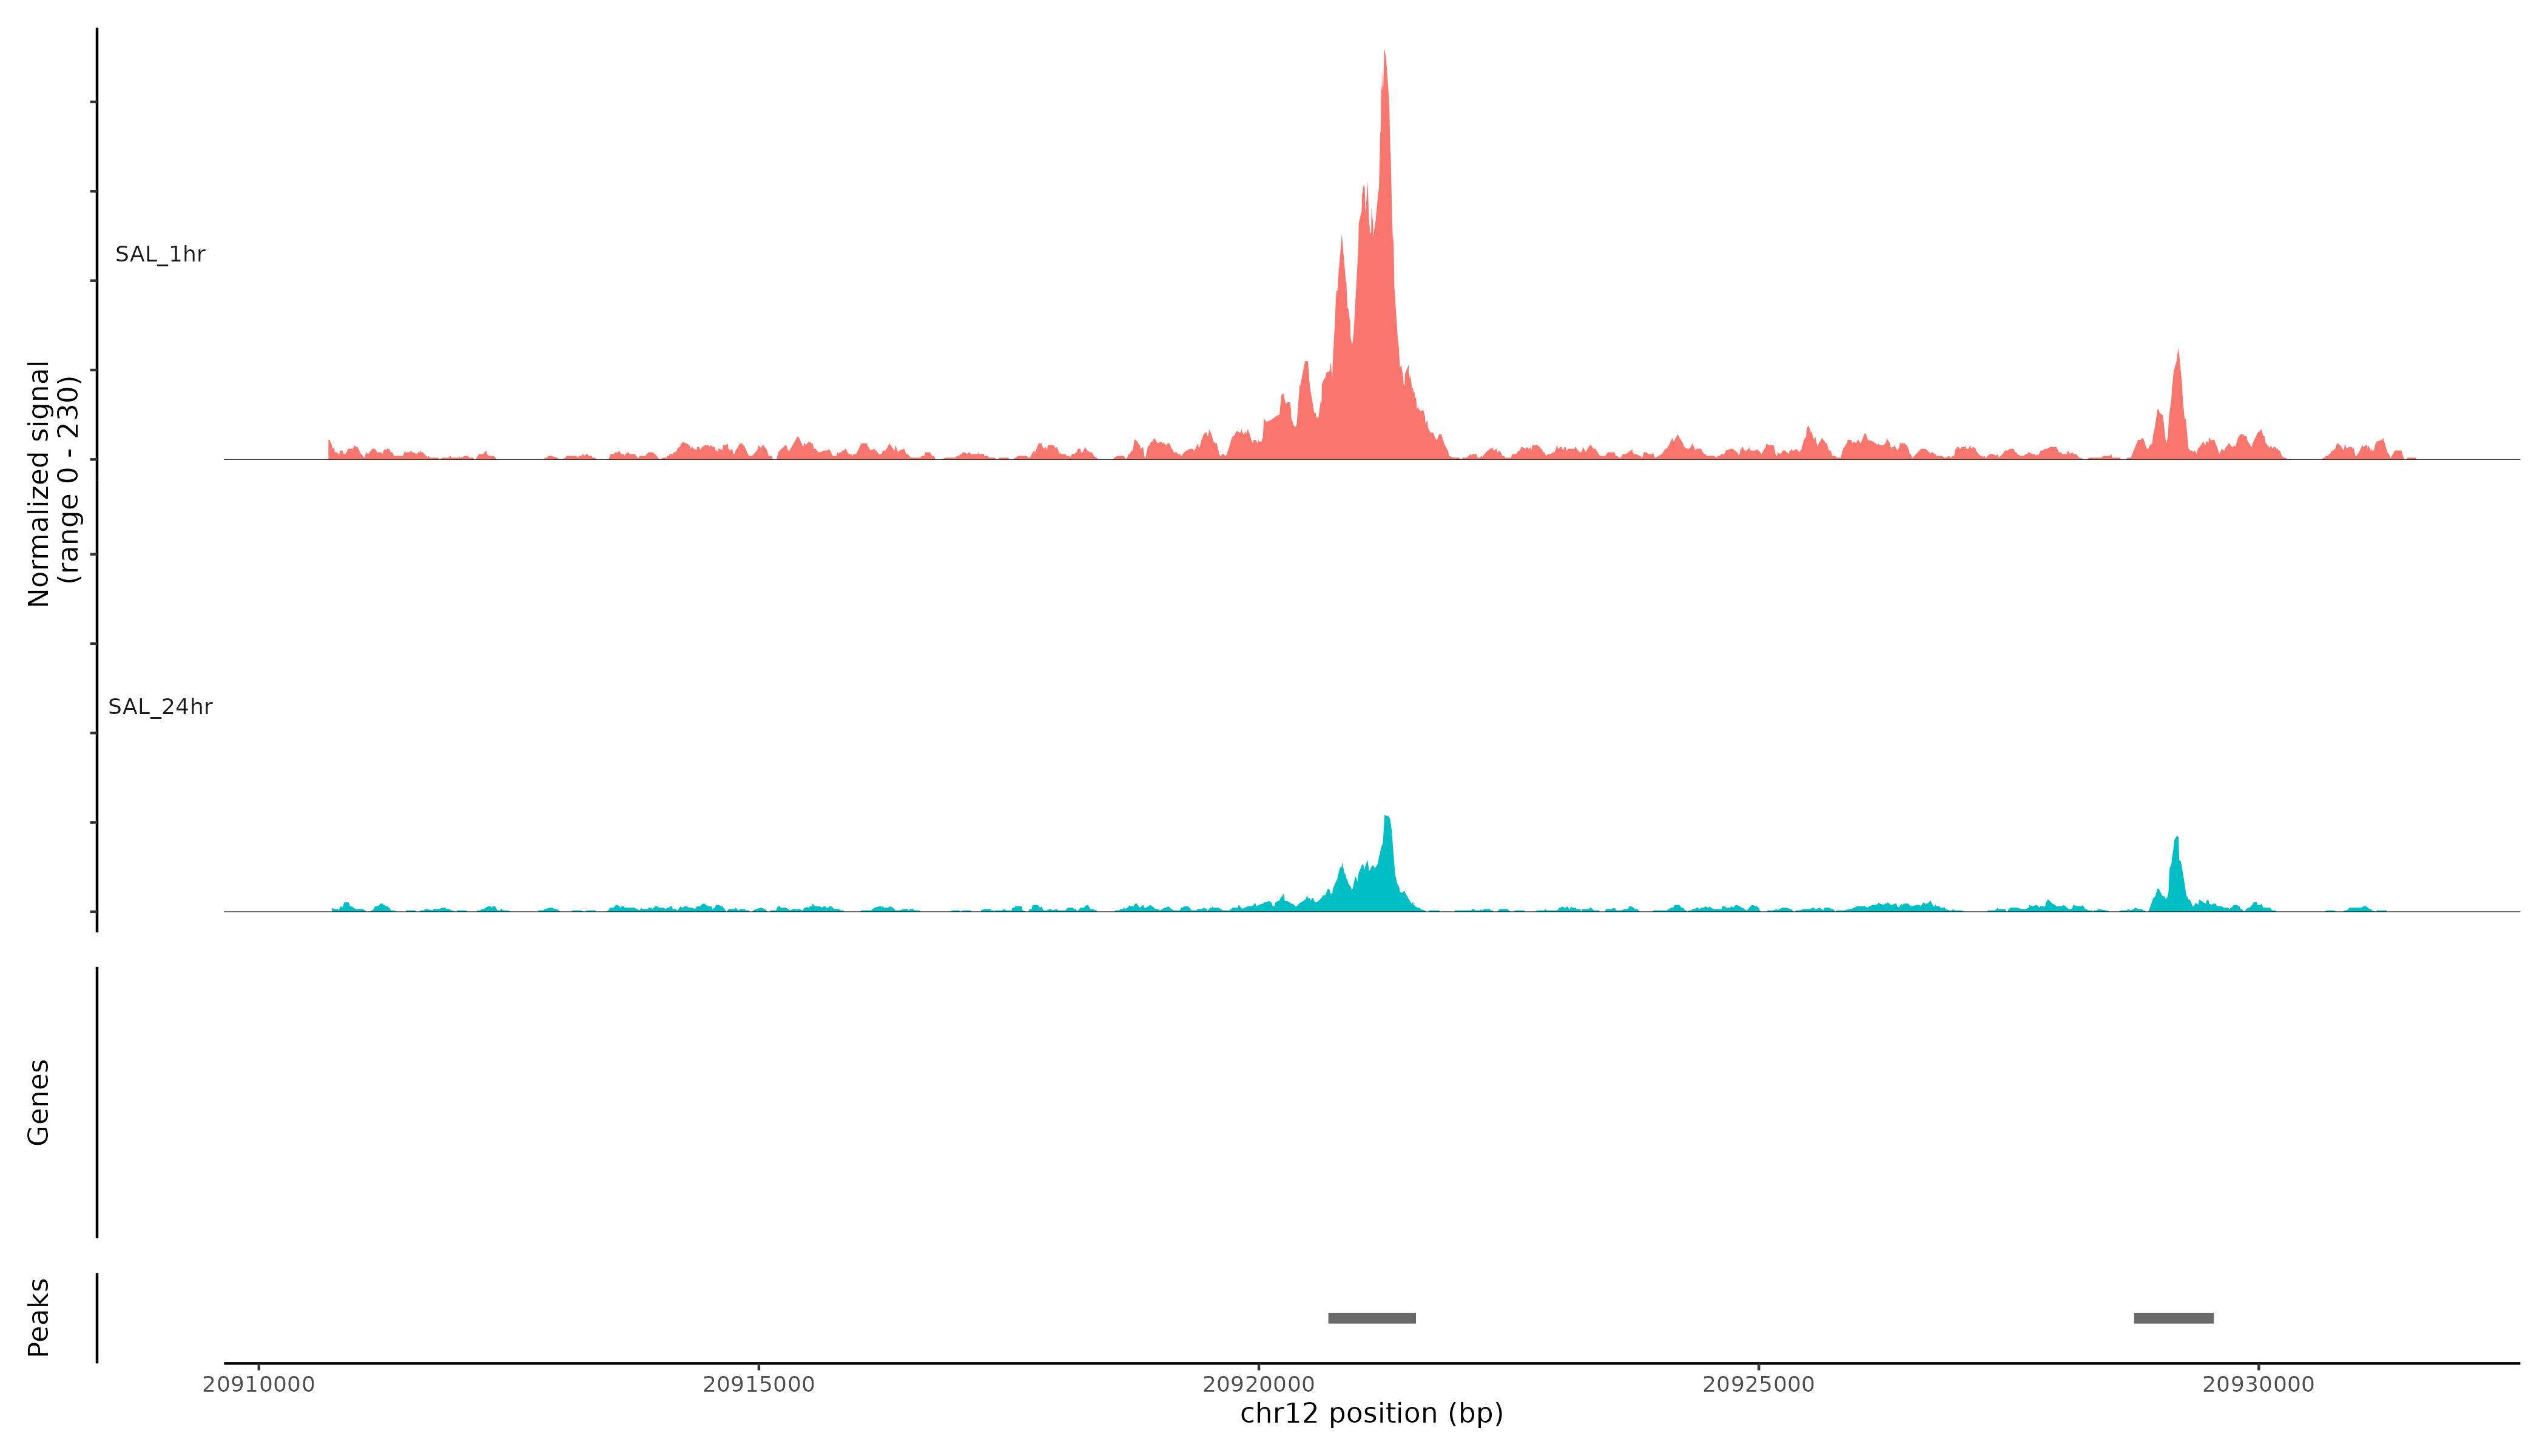 Normalized signal
(range 0 - 230)
SAL_1hr
SAL_24hr
Genes
Peaks
20910000 20915000 20920000 20925000 20930000
chr12 position (bp)